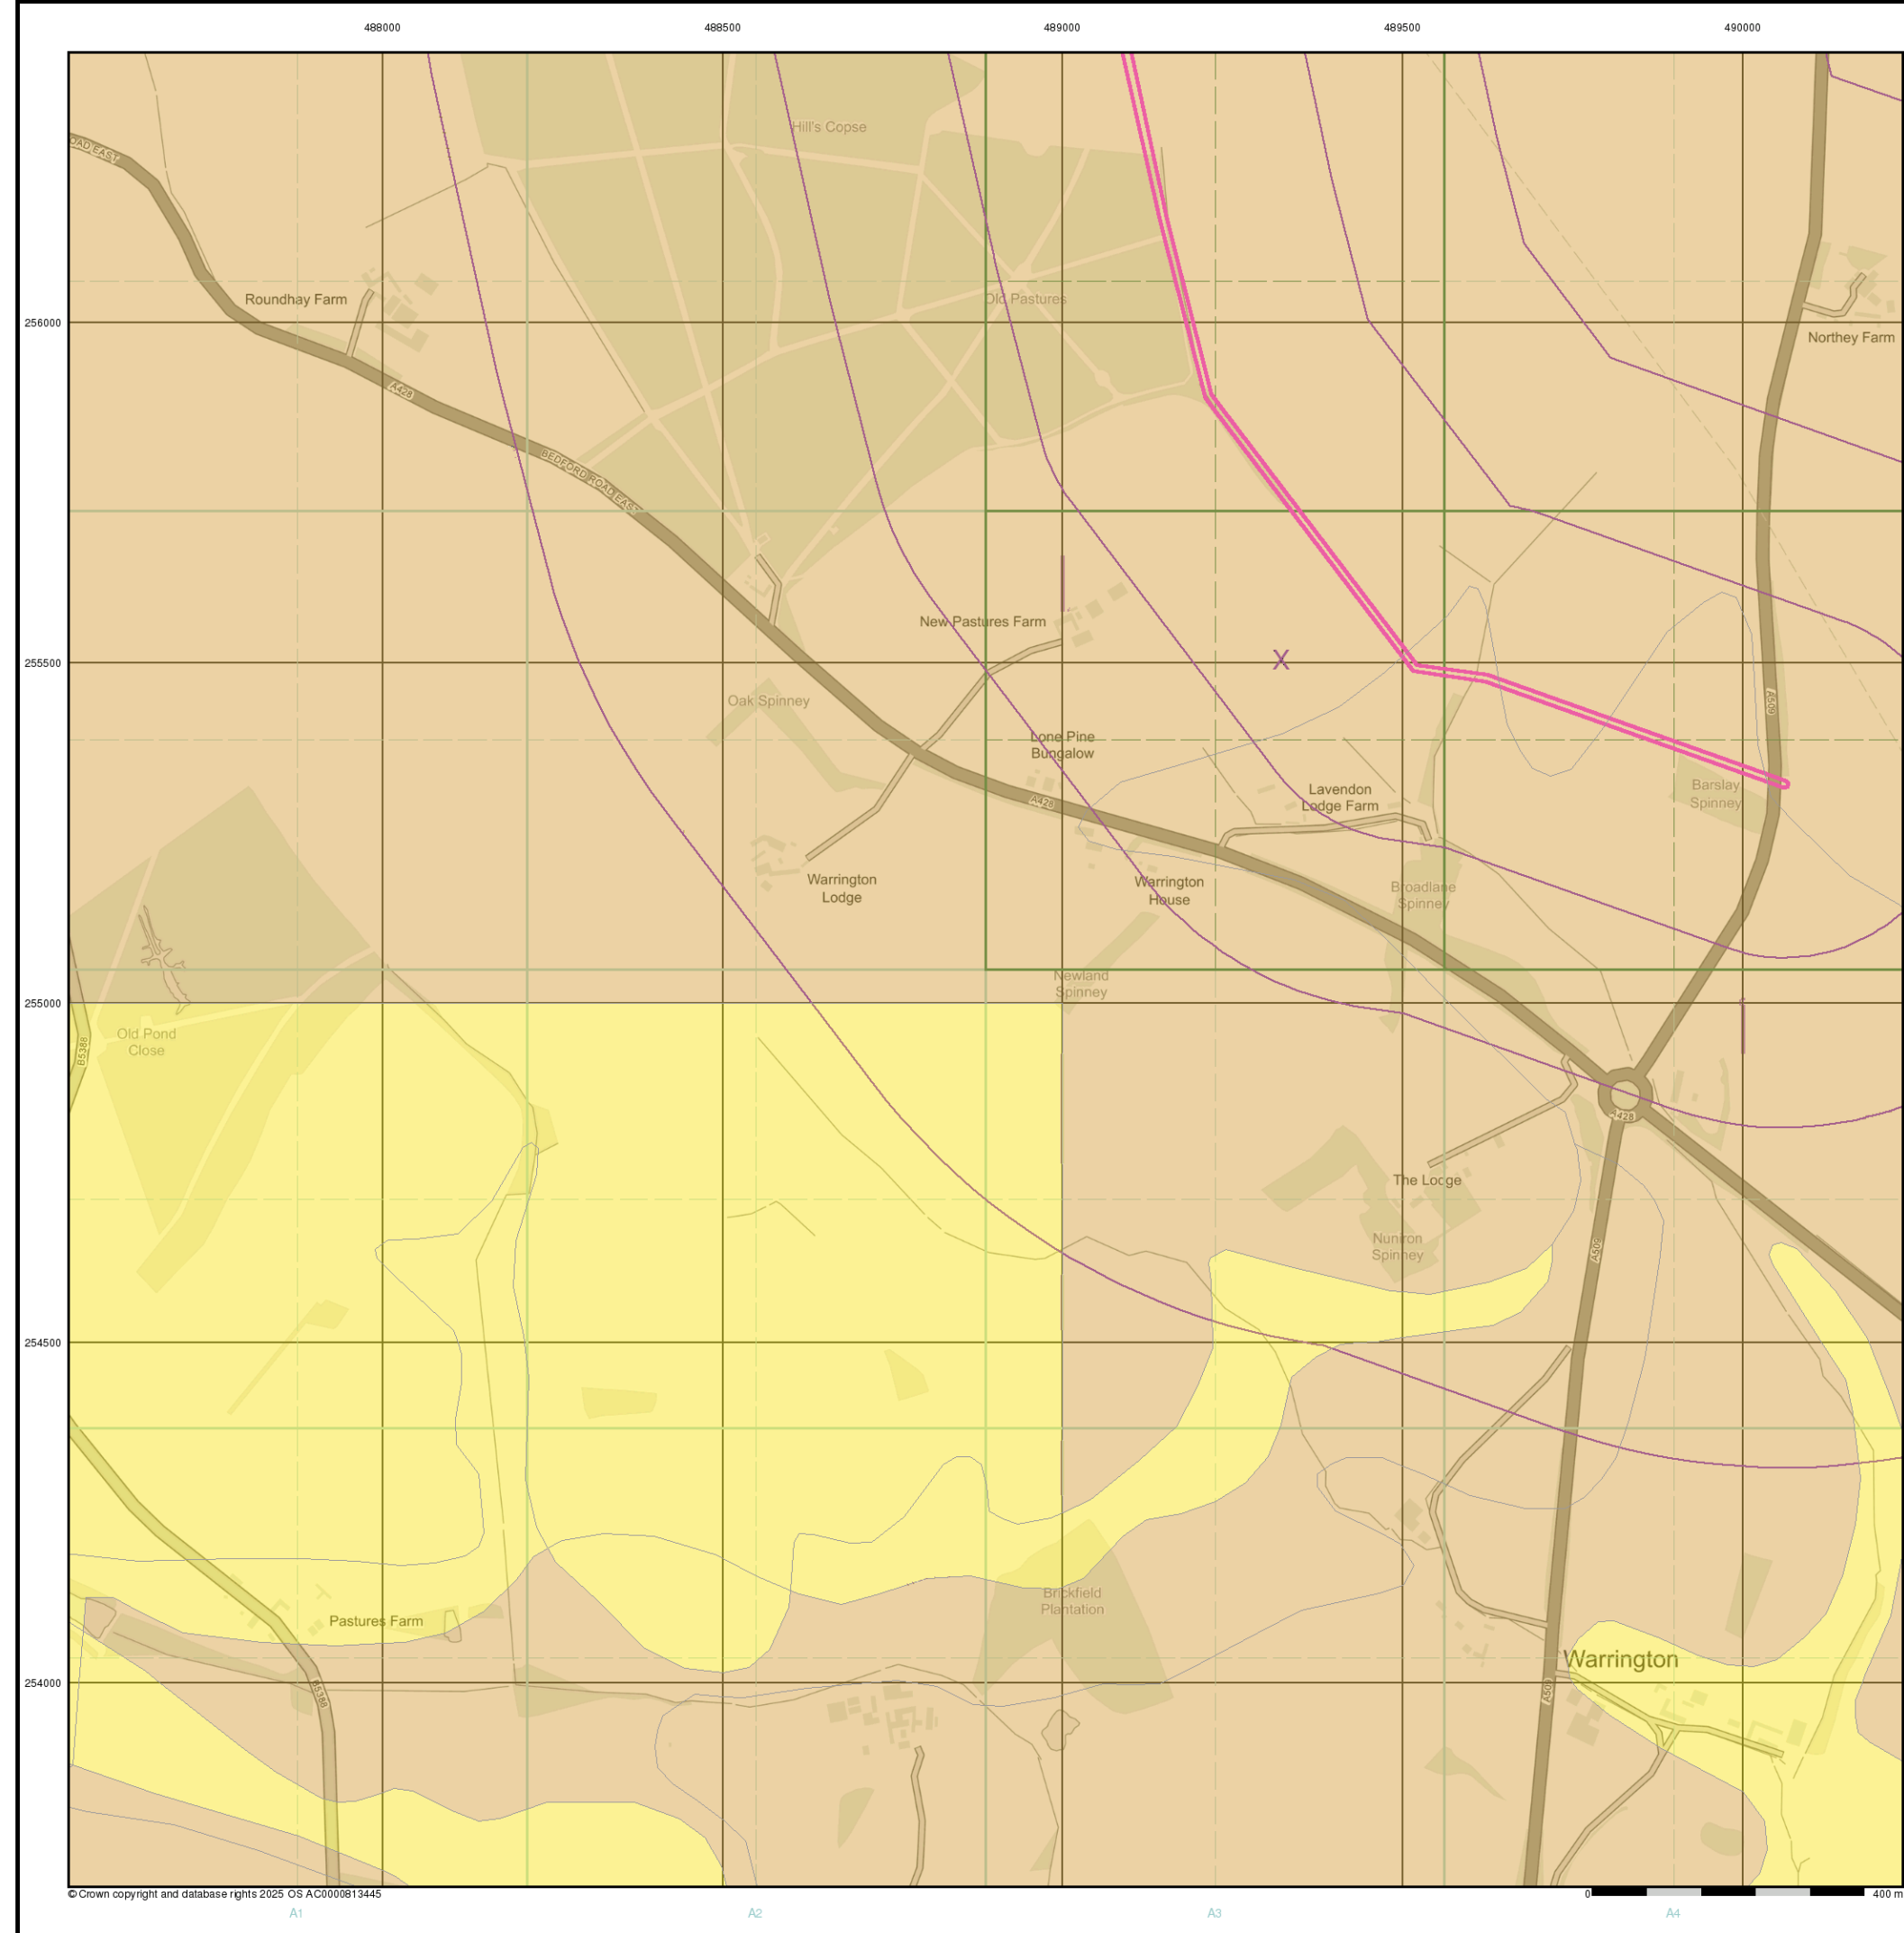 488000 488500 489000 489500 490000
OAD EAST
Hill's Copse
Roundhay Farm
Old Pastures
256000
Northey Farm
A428
BEDFORD ROAD EAST
New Pastures Farm
255500
X
Oak Spinney
A509
Lone Pine
Bungalow
Lavendon
Lodge Farm
Barslay
Spinney
A428
Warrington
Lodge
Warrington
House
Broadlane
Spinney
Newland
Spinney
255000
Old Pond
Close
B5388
A428
The Lodge
Nuniron
Spinney
A509
254500
Brickfield
Plantation
Pastures Farm
Warrington
254000
B5388
A509
© Crown copyright and database rights 2025 OS AC0000813445
0 400 m
A1 A2 A3 A4